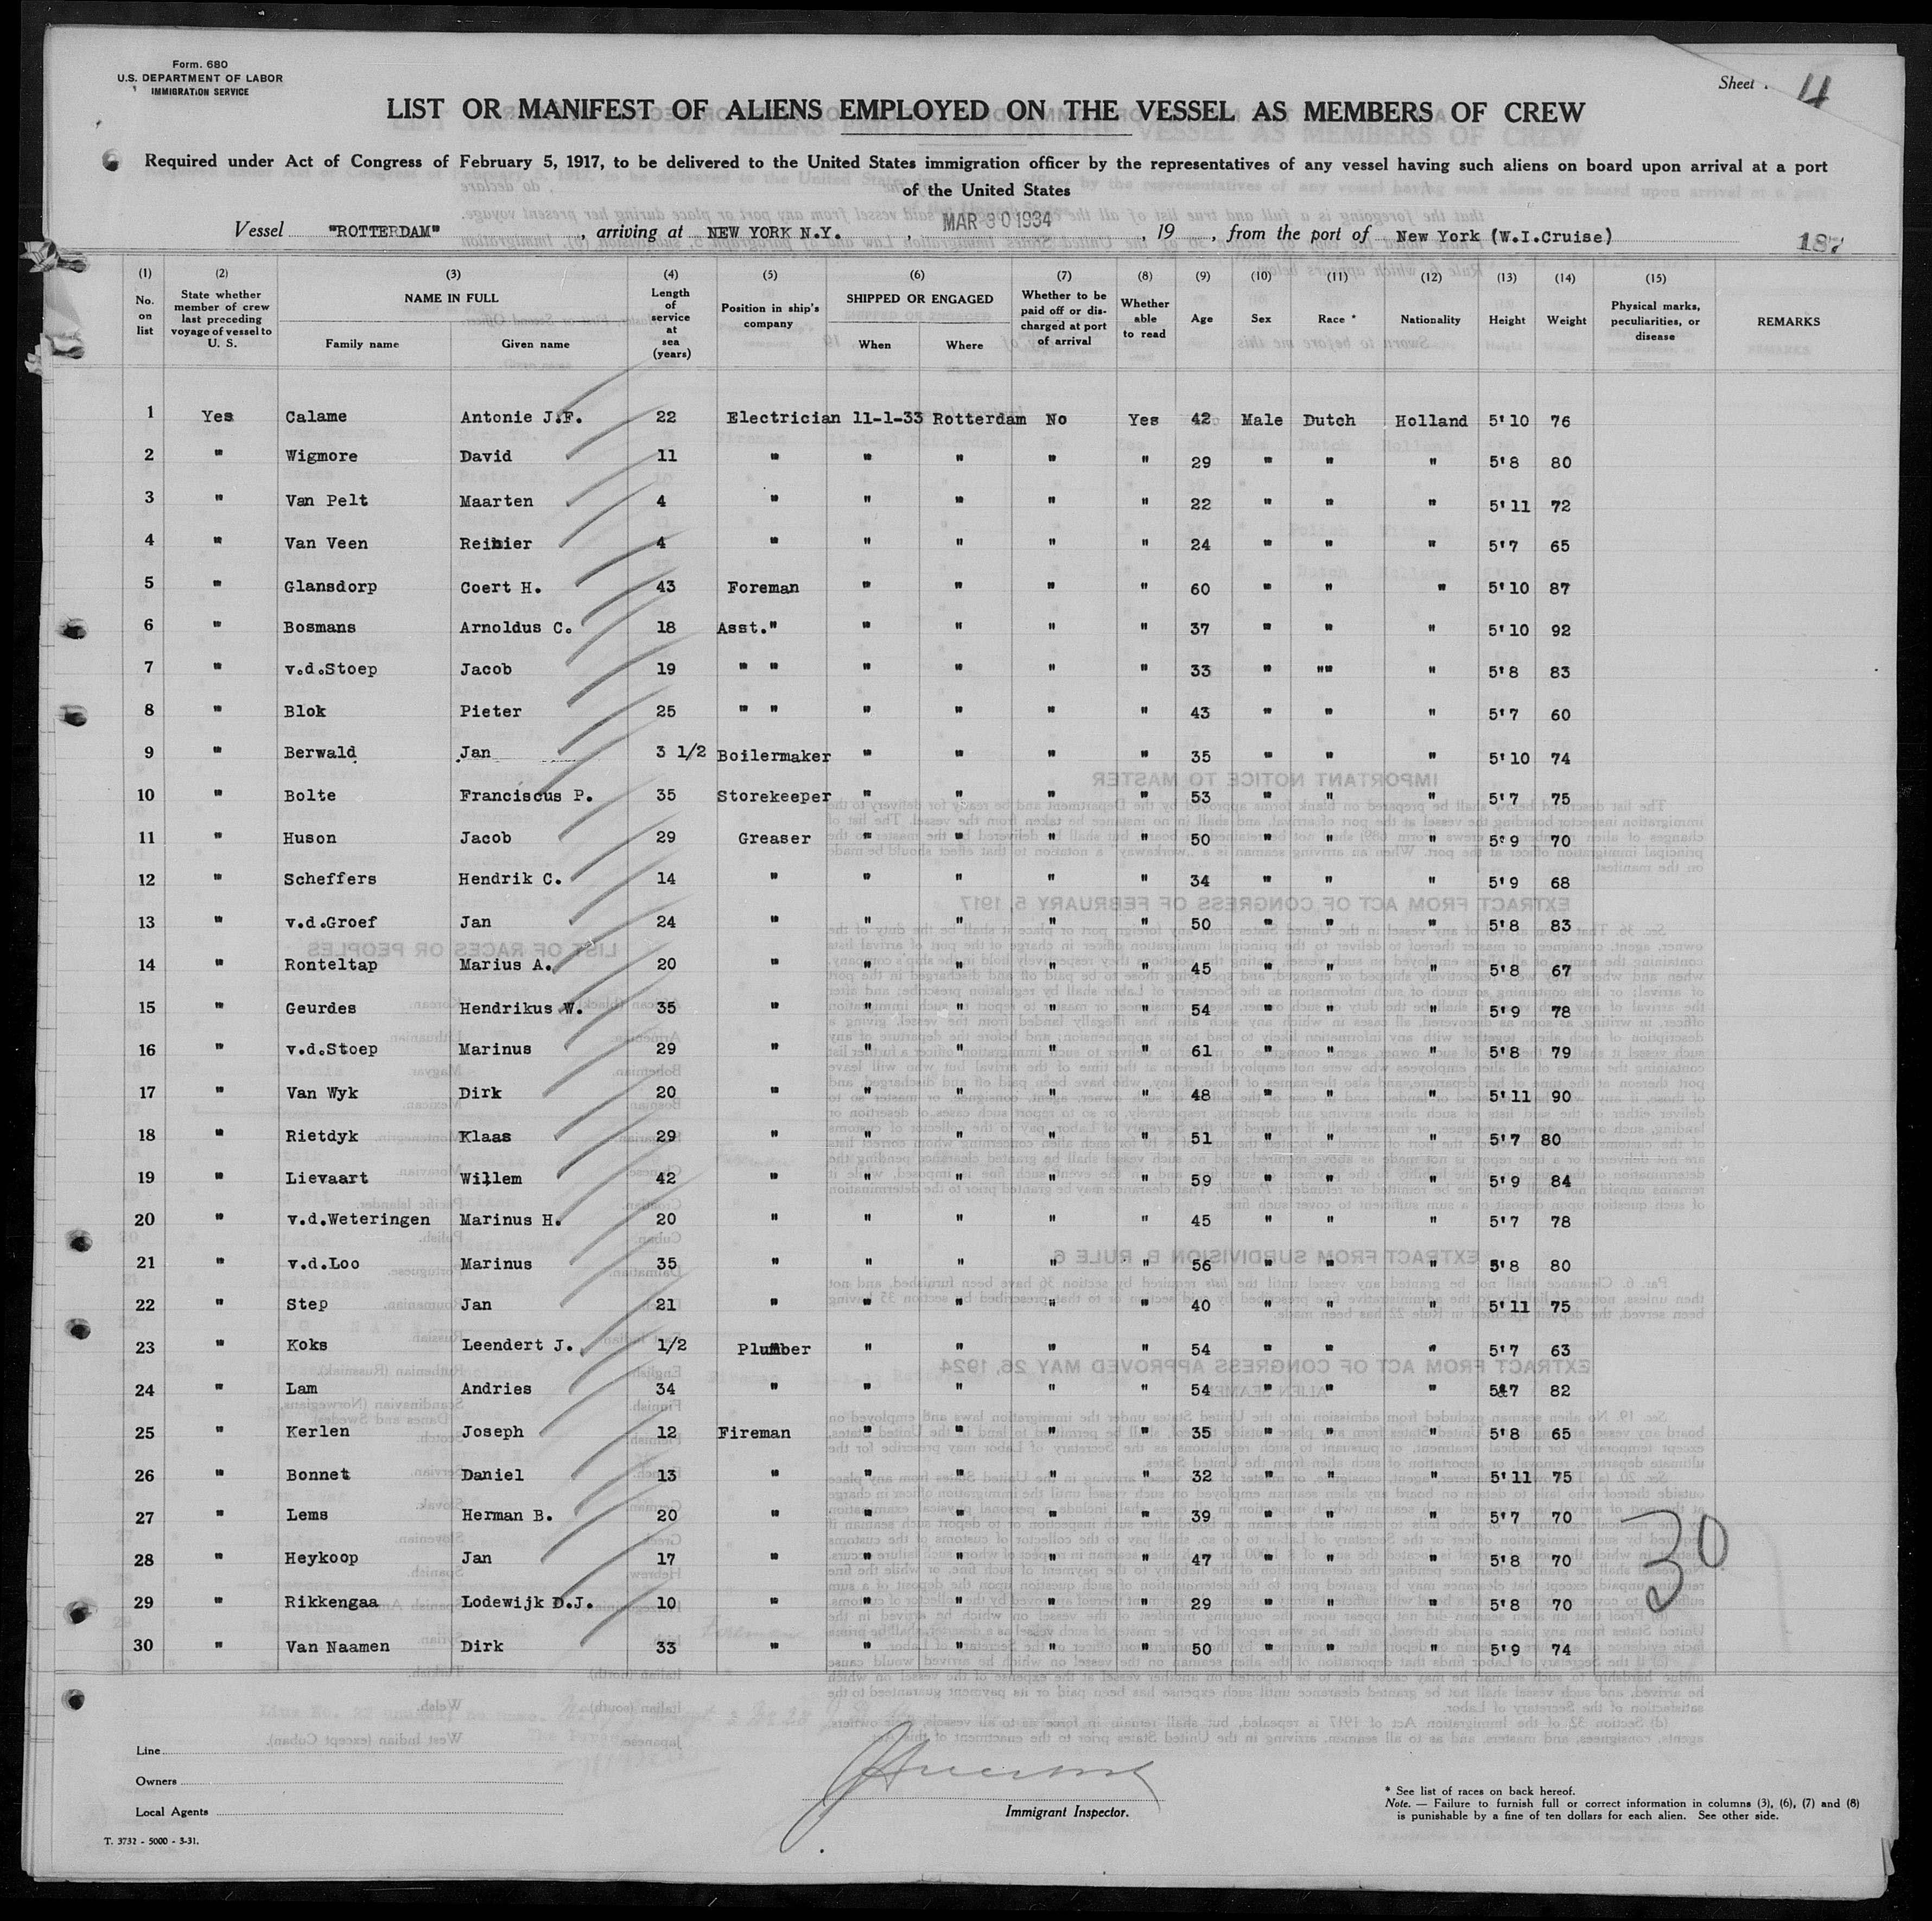 Form. 680
U.S. DEPARTMENT OF LABOR
IMMIGRATION SERVICE
Sheet 4
LIST OR MANIFEST OF ALIENS EMPLOYED ON THE VESSEL AS MEMBERS OF CREW
Required under Act of Congress of February 5, 1917, to be delivered to the United States immigration officer by the representatives of any vessel having such aliens on board upon arrival at a port
of the United States
Vessel "ROTTERDAM", arriving at NEW YORK N.Y., MAR 30 1934, 19 , from the port of New York (W.I.Cruise) 187
(1) (2) (3) (4) (5) (6) (7) (8) (9) (10) (11) (12) (13) (14) (15)
No. on list | State whether member of crew last preceding voyage of vessel to U. S. | NAME IN FULL Family name Given name | Length of service at sea (years) | Position in ship's company | SHIPPED OR ENGAGED When Where | Whether to be paid off or discharged at port of arrival | Whether able to read | Age | Sex | Race * | Nationality | Height | Weight | Physical marks, peculiarities, or disease | REMARKS
1 Yes Calame Antonie J.F. 22 Electrician 11-1-33 Rotterdam No Yes 42 Male Dutch Holland 5'10 76
2 " Wigmore David 11 " " " " " 29 " " " 5'8 80
3 " Van Pelt Maarten 4 " " " " " 22 " " " 5'11 72
4 " Van Veen Reinier 4 " " " " " 24 " " " 5'7 65
5 " Glansdorp Coert H. 43 Foreman " " " " 60 " " " 5'10 87
6 " Bosmans Arnoldus C. 18 Asst." " " " " 37 " " " 5'10 92
7 " v.d.Stoep Jacob 19 " " " " " " 33 " "" " 5'8 83
8 " Blok Pieter 25 " " " " " " 43 " " " 5'7 60
9 " Berwald Jan 3 1/2 Boilermaker " " " " 35 " " " 5'10 74
10 " Bolte Franciscus P. 35 Storekeeper " " " " 53 " " " 5'7 75
11 " Huson Jacob 29 Greaser " " " " 50 " " " 5'9 70
12 " Scheffers Hendrik C. 14 " " " " " 34 " " " 5'9 68
13 " v.d.Groef Jan 24 " " " " " 50 " " " 5'8 83
14 " Ronteltap Marius A. 20 " " " " " 45 " " " 5'8 67
15 " Geurdes Hendrikus W. 35 " " " " " 54 " " " 5'9 78
16 " v.d.Stoep Marinus 29 " " " " " 61 " " " 5'8 79
17 " Van Wyk Dirk 20 " " " " " 48 " " " 5'11 90
18 " Rietdyk Klaas 29 " " " " " 51 " " " 5'7 80
19 " Lievaart Willem 42 " " " " " 59 " " " 5'9 84
20 " v.d.Weteringen Marinus H. 20 " " " " " 45 " " " 5'7 78
21 " v.d.Loo Marinus 35 " " " " " 56 " " " 5'8 80
22 " Step Jan 21 " " " " " 40 " " " 5'11 75
23 " Koks Leendert J. 1/2 Plumber " " " " 54 " " " 5'7 63
24 " Lam Andries 34 " " " " " 54 " " " 5'7 82
25 " Kerlen Joseph 12 Fireman " " " " 35 " " " 5'8 65
26 " Bonnet Daniel 13 " " " " " 32 " " " 5'11 75
27 " Lems Herman B. 20 " " " " " 39 " " " 5'7 70
28 " Heykoop Jan 17 " " " " " 47 " " " 5'8 70
29 " Rikkengaa Lodewijk D.J. 10 " " " " " 29 " " " 5'8 70
30 " Van Naamen Dirk 33 " " " " " 50 " " " 5'9 74
30
Line
Owners
Local Agents
Immigrant Inspector.
* See list of races on back hereof.
Note. — Failure to furnish full or correct information in columns (3), (6), (7) and (8)
is punishable by a fine of ten dollars for each alien. See other side.
T. 3732 - 5000 - 3-31.